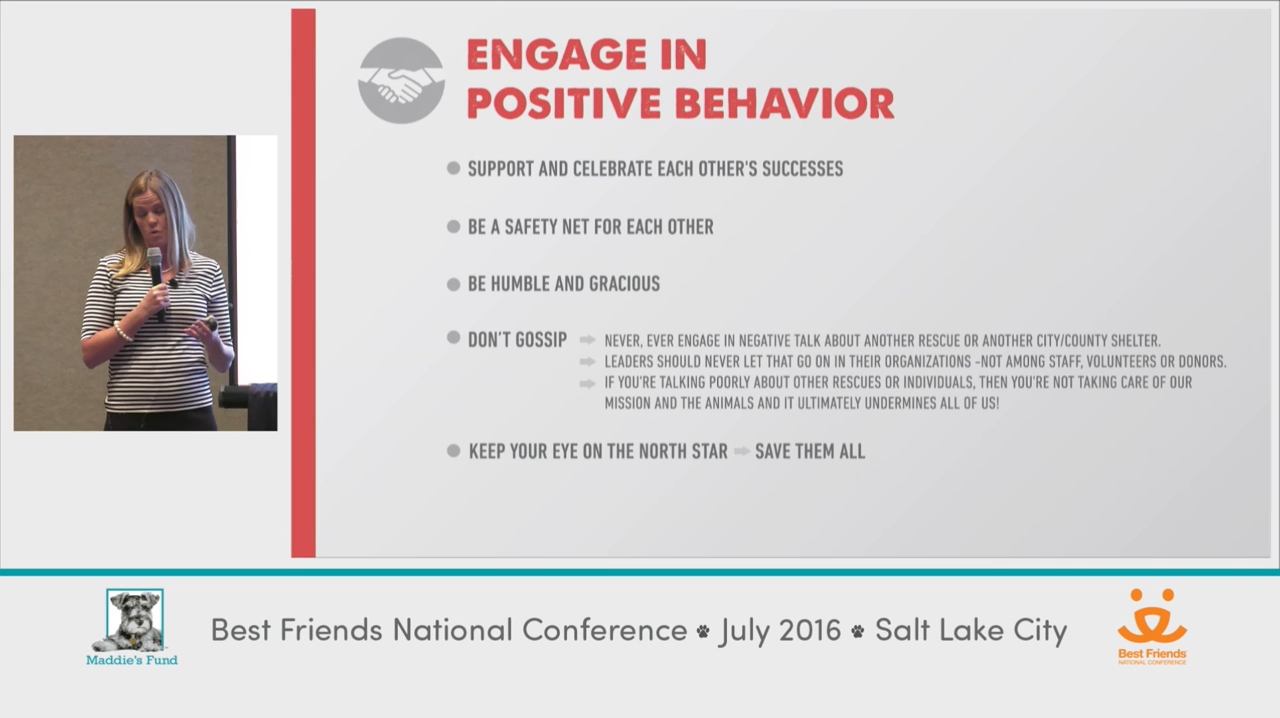 ENGAGE IN
POSITIVE BEHAVIOR
SUPPORT AND CELEBRATE EACH OTHER'S SUCCESSES
BE A SAFETY NET FOR EACH OTHER
BE HUMBLE AND GRACIOUS
DON'T GOSSIP
NEVER, EVER ENGAGE IN NEGATIVE TALK ABOUT ANOTHER RESCUE OR ANOTHER CITY/COUNTY SHELTER.
LEADERS SHOULD NEVER LET THAT GO ON IN THEIR ORGANIZATIONS -NOT AMONG STAFF, VOLUNTEERS OR DONORS.
IF YOU'RE TALKING POORLY ABOUT OTHER RESCUES OR INDIVIDUALS, THEN YOU'RE NOT TAKING CARE OF OUR
MISSION AND THE ANIMALS AND IT ULTIMATELY UNDERMINES ALL OF US!
KEEP YOUR EYE ON THE NORTH STAR SAVE THEM ALL
Maddie's Fund
Best Friends National Conference July 2016 Salt Lake City
Best Friends
NATIONAL CONFERENCE